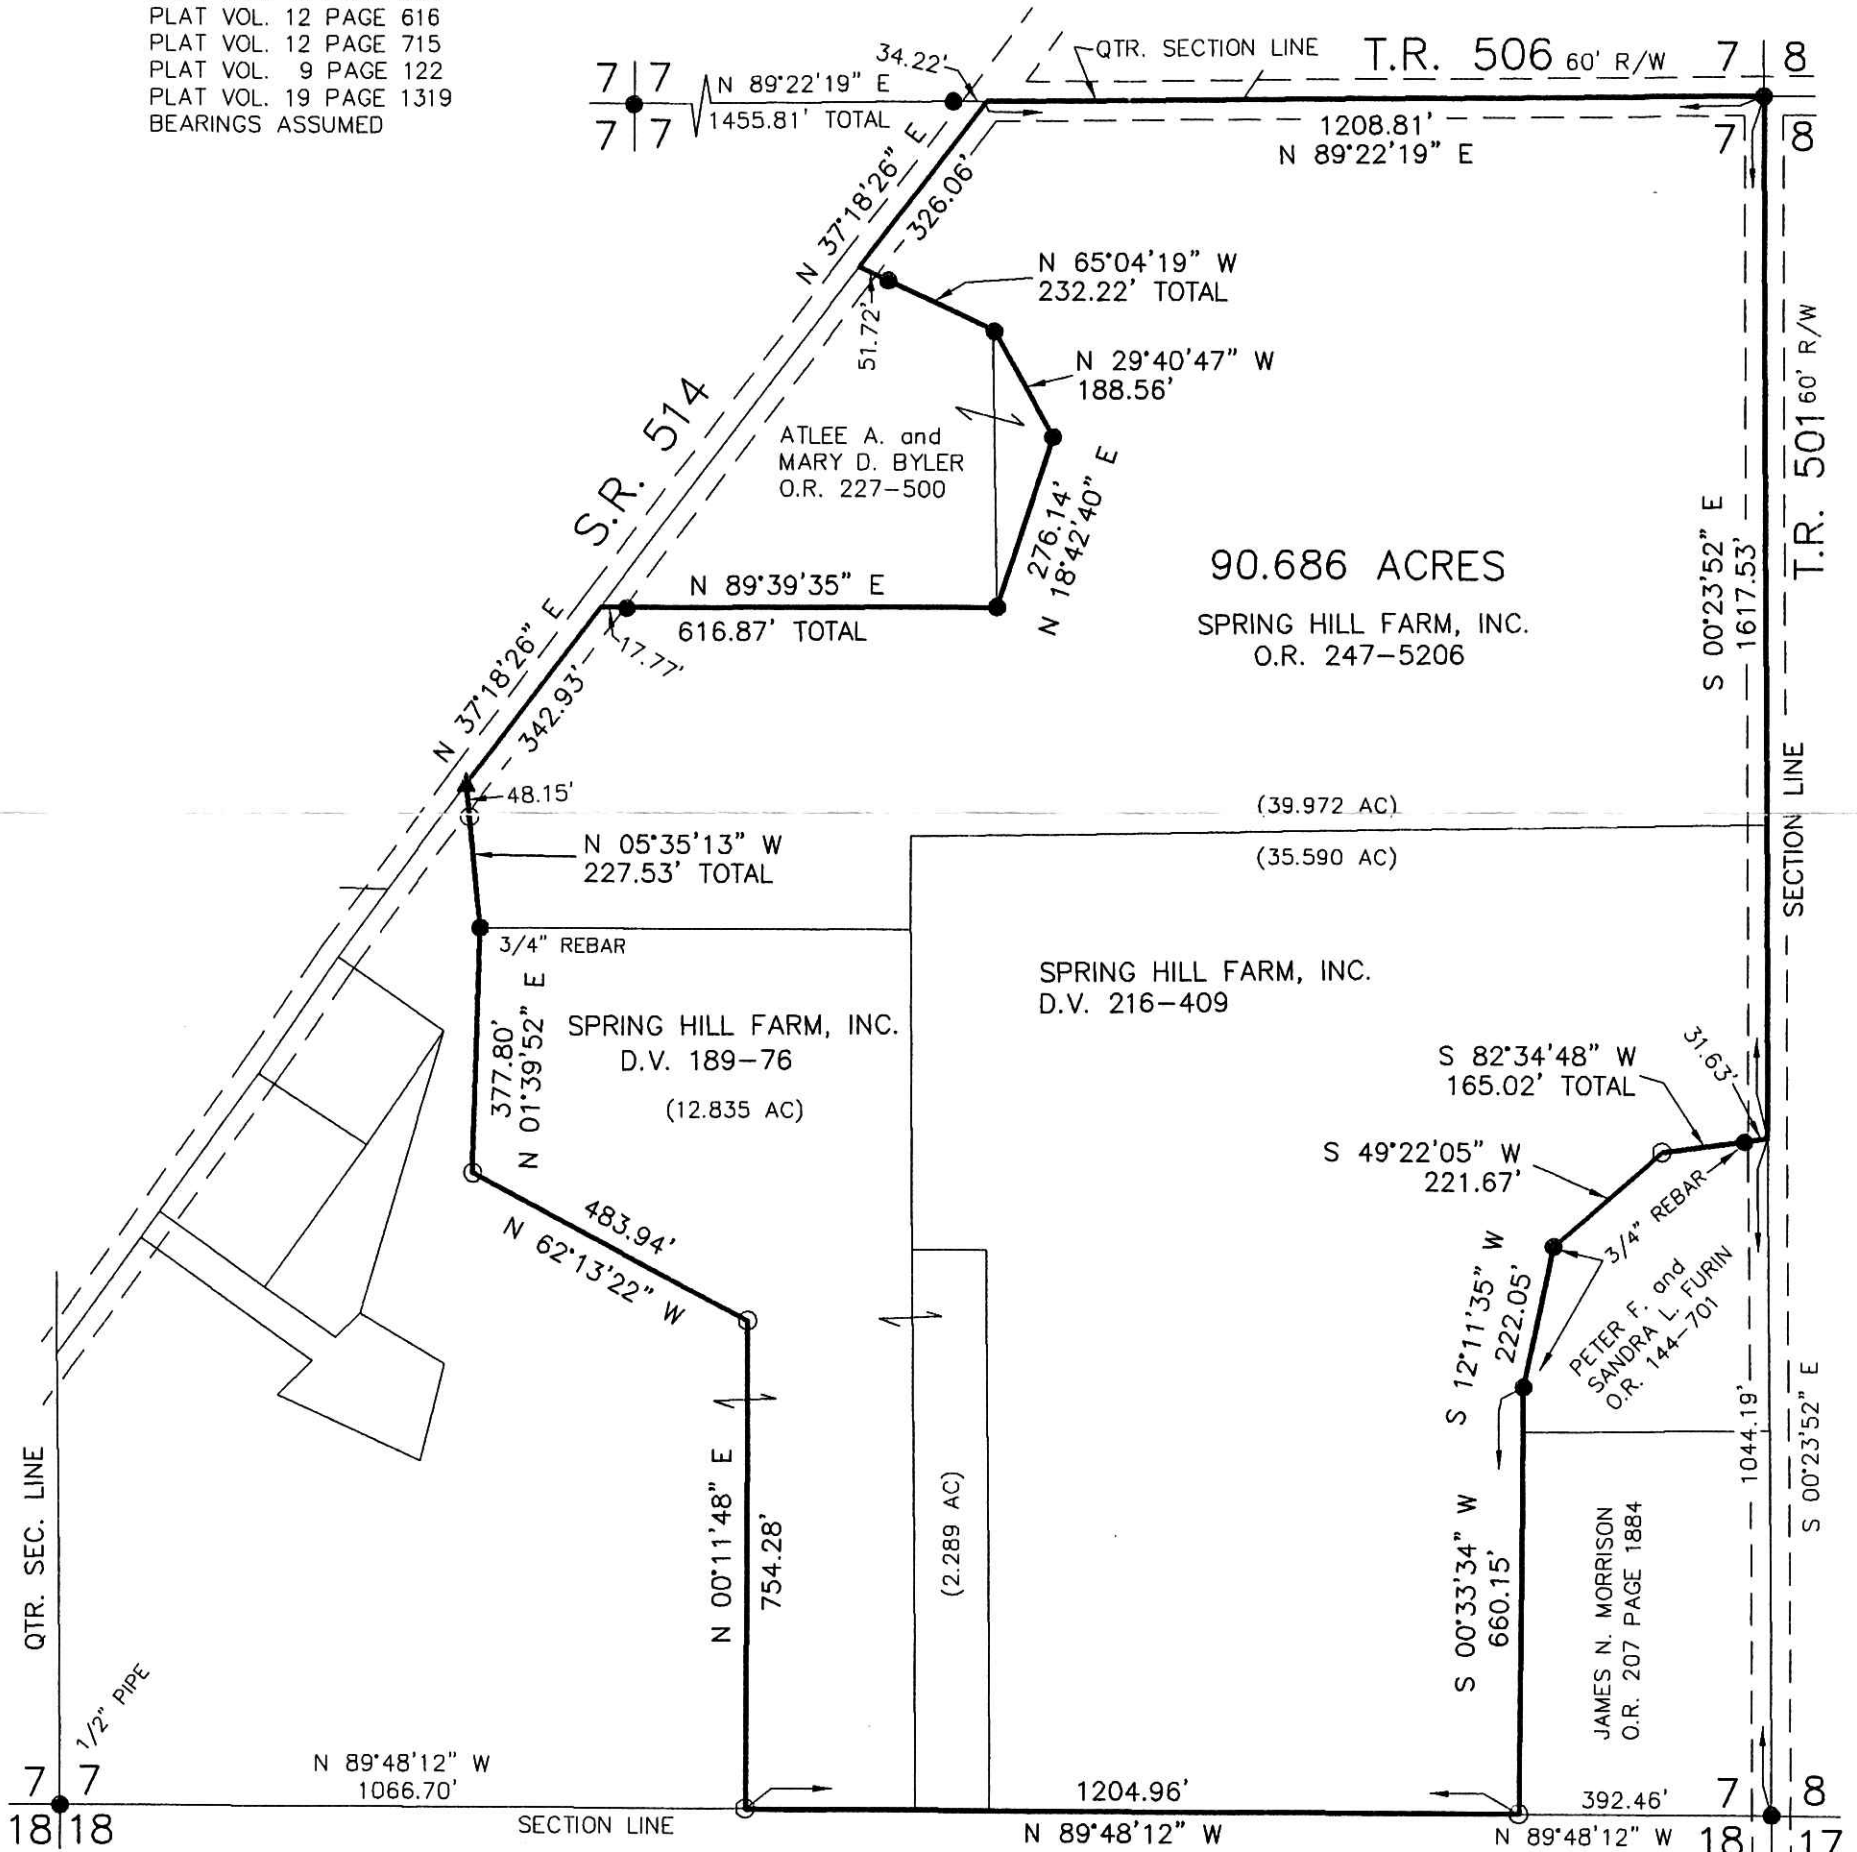 PLAT VOL. 12 PAGE 616
PLAT VOL. 12 PAGE 715
PLAT VOL. 9 PAGE 122
PLAT VOL. 19 PAGE 1319
BEARINGS ASSUMED
7 7
7 7
N 89°22'19" E
1455.81' TOTAL
34.22'
QTR. SECTION LINE
T.R. 506 60' R/W
7 8
7 8
1208.81'
N 89°22'19" E
N 37°18'26" E
326.06'
N 65°04'19" W
232.22' TOTAL
51.72'
N 29°40'47" W
188.56'
S.R. 514
ATLEE A. and
MARY D. BYLER
O.R. 227-500
276.14'
N 18°42'40" E
T.R. 501 60' R/W
S 00°23'52" E
1617.53'
90.686 ACRES
SPRING HILL FARM, INC.
O.R. 247-5206
N 89°39'35" E
616.87' TOTAL
17.77'
N 37°18'26" E
342.93'
48.15'
N 05°35'13" W
227.53' TOTAL
(39.972 AC)
(35.590 AC)
SECTION LINE
3/4" REBAR
377.80'
N 01°39'52" E
SPRING HILL FARM, INC.
D.V. 189-76
(12.835 AC)
SPRING HILL FARM, INC.
D.V. 216-409
31.63'
S 82°34'48" W
165.02' TOTAL
S 49°22'05" W
221.67'
3/4" REBAR
483.94'
N 62°13'22" W
S 12°11'35" W
222.05'
PETER F. and
SANDRA L. FURIN
O.R. 144-701
1044.19'
S 00°23'52" E
QTR. SEC. LINE
N 00°11'48" E
754.28'
(2.289 AC)
S 00°33'34" W
660.15'
JAMES N. MORRISON
O.R. 207 PAGE 1884
1/2" PIPE
7 7
18 18
N 89°48'12" W
1066.70'
SECTION LINE
1204.96'
N 89°48'12" W
392.46'
N 89°48'12" W
7 8
18 17